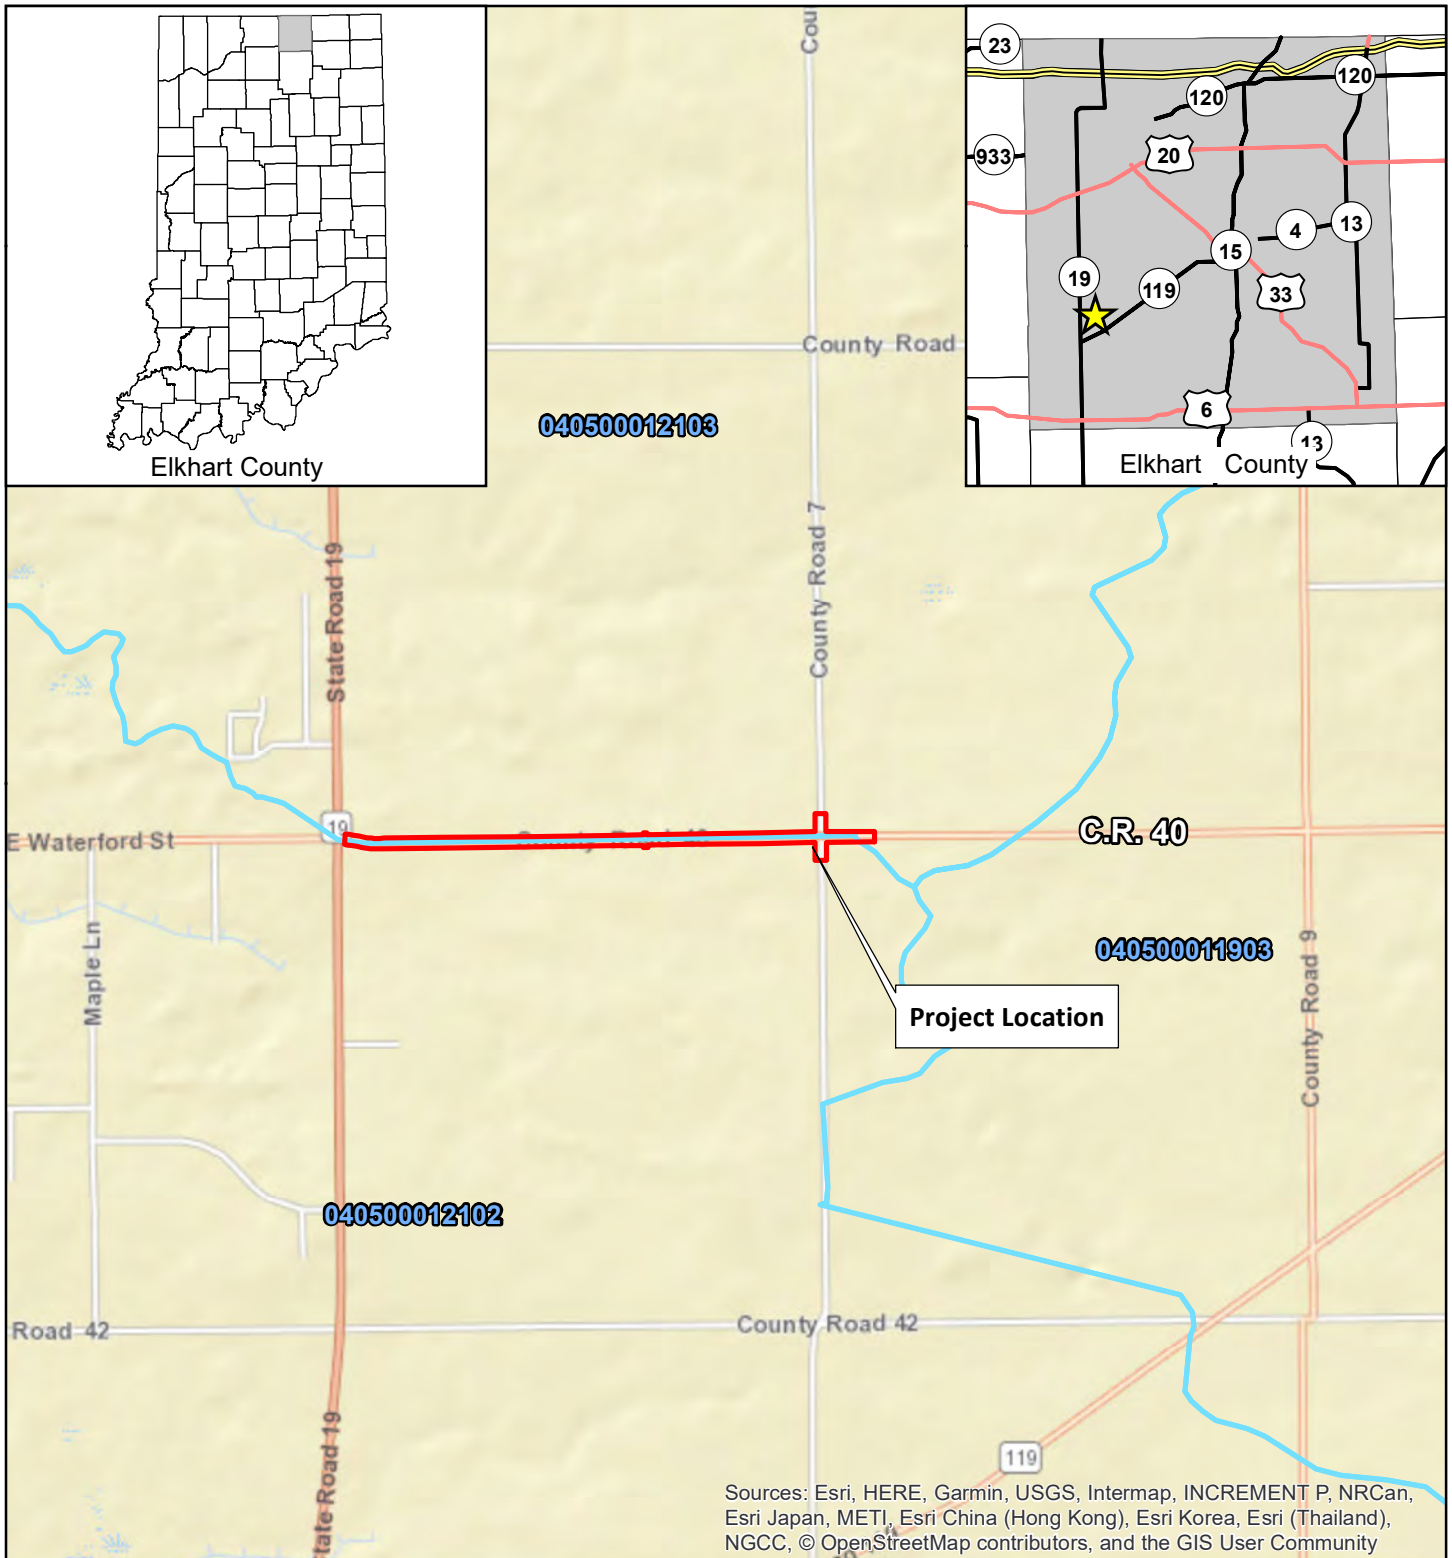 Elkhart County
23
120
120
933
20
4
13
15
19
119
33
6
13
Elkhart County
Cou
County Road
040500012103
County Road 7
State Road 19
19
E Waterford St
C.R. 40
040500011903
Maple Ln
Project Location
County Road 9
040500012102
Road 42
County Road 42
State Road 19
119
Sources: Esri, HERE, Garmin, USGS, Intermap, INCREMENT P, NRCan,
Esri Japan, METI, Esri China (Hong Kong), Esri Korea, Esri (Thailand),
NGCC, © OpenStreetMap contributors, and the GIS User Community